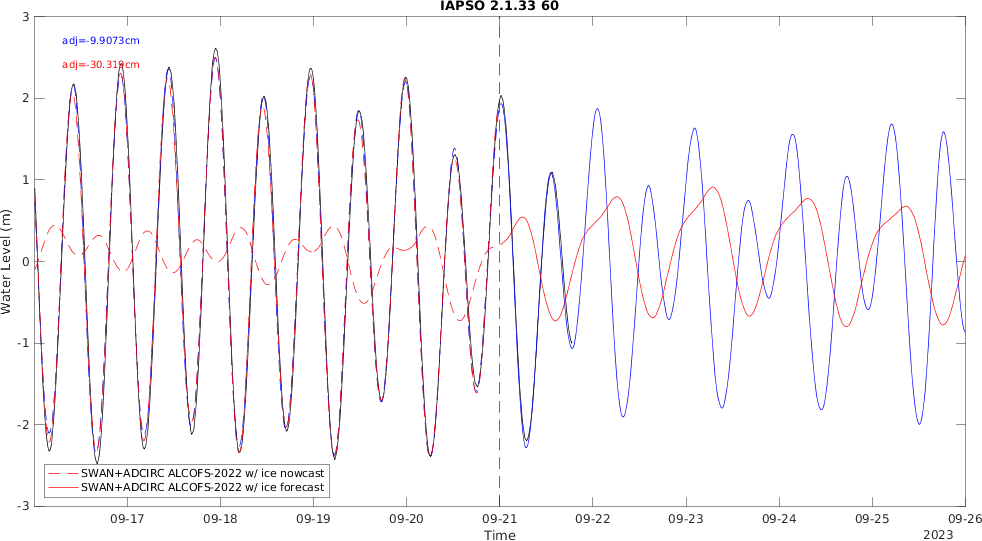 IAPSO 2.1.33 60
adj=-9.9073cm
adj=-30.319cm
3
2
1
0
-1
-2
-3
Water Level (m)
SWAN+ADCIRC ALCOFS-2022 w/ ice nowcast
SWAN+ADCIRC ALCOFS-2022 w/ ice forecast
09-17 09-18 09-19 09-20 09-21 09-22 09-23 09-24 09-25 09-26
Time
2023